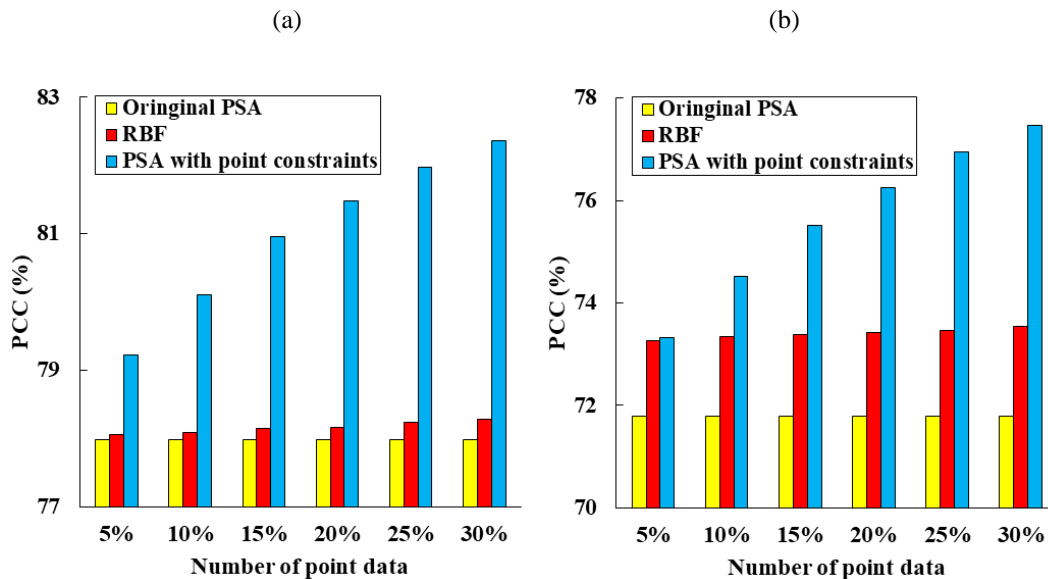 (a)
(b)
83
81
79
77
PCC (%)
Oringinal PSA
RBF
PSA with point constraints
5% 10% 15% 20% 25% 30%
Number of point data
78
76
74
72
70
PCC (%)
Oringinal PSA
RBF
PSA with point constraints
5% 10% 15% 20% 25% 30%
Number of point data